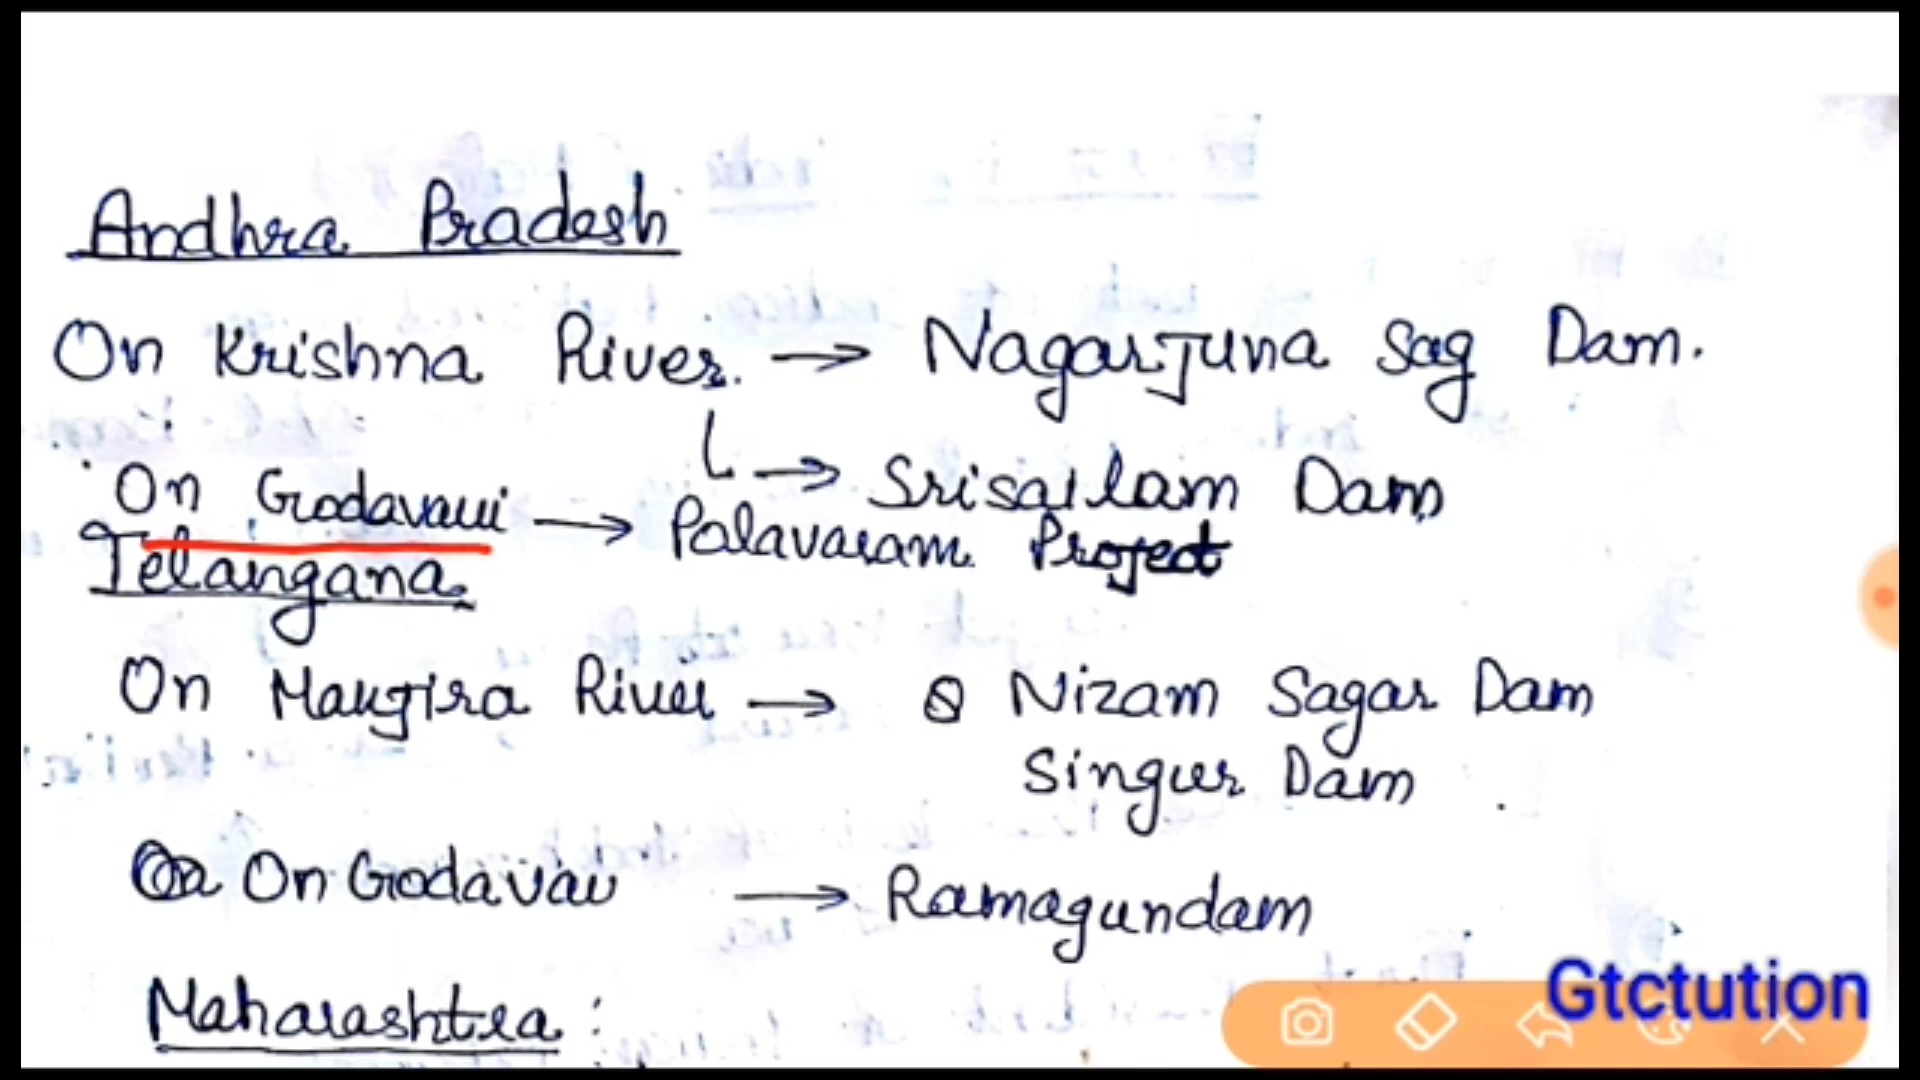 Andhra Pradesh
On Krishna River. → Nagarjuna Sag Dam.
→ Srisailam Dam
On Godavari → Palavaram Project
Telangana
On Manjira River → Nizam Sagar Dam
Singur Dam
On Godavari → Ramagundam
Maharashtra :
Gtctution